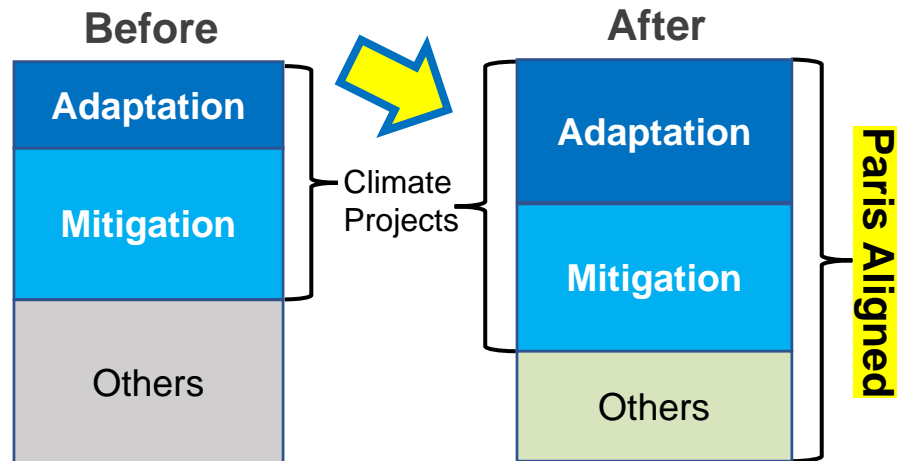 Before
Adaptation
Mitigation
Others
Climate
Projects
After
Adaptation
Mitigation
Others
Paris Aligned